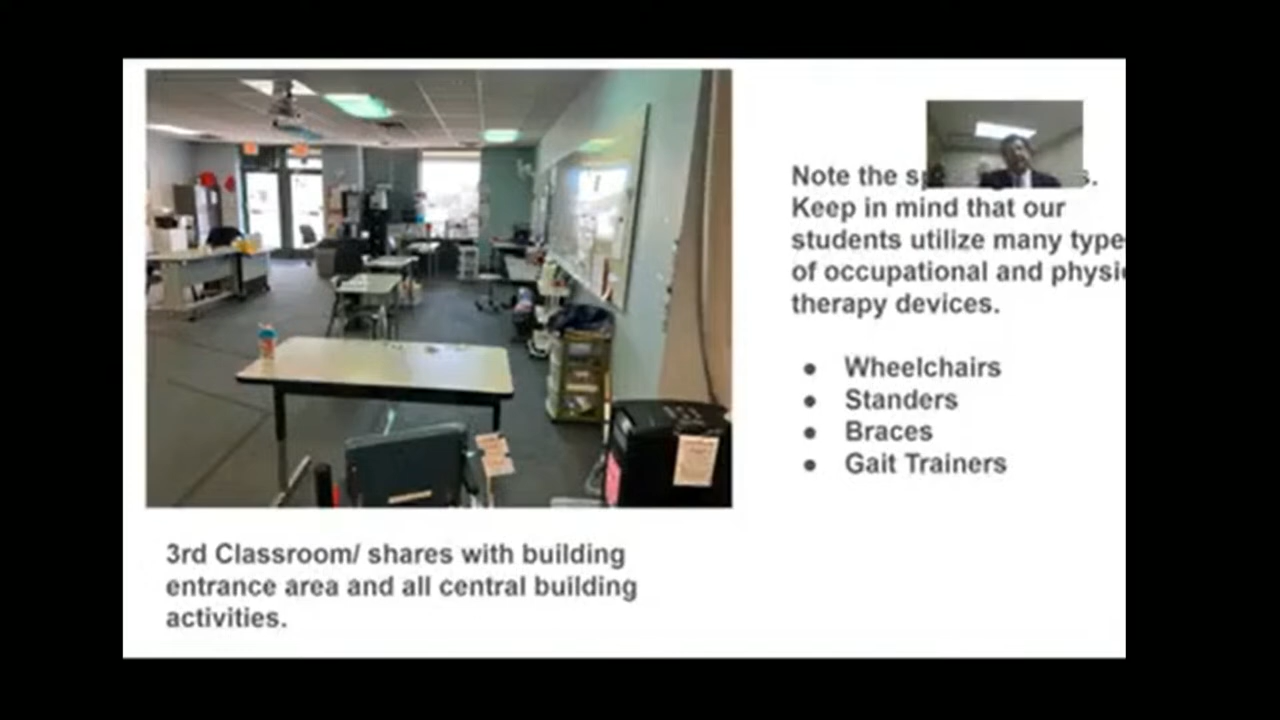 Note the
Keep in mind that our
students utilize many type
of occupational and physi
therapy devices.
● Wheelchairs
● Standers
● Braces
● Gait Trainers
3rd Classroom/ shares with building
entrance area and all central building
activities.